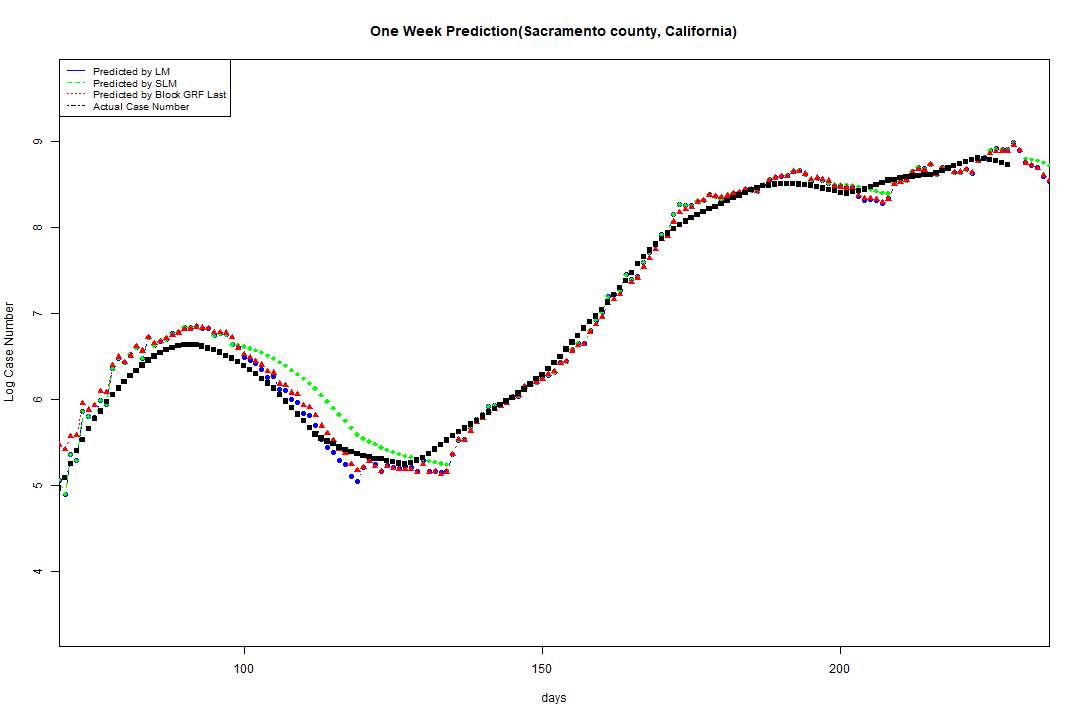 One Week Prediction(Sacramento county, California)
Predicted by LM
Predicted by SLM
Predicted by Block GRF Last
Actual Case Number
9
8
7
6
5
4
Log Case Number
100 150 200
days